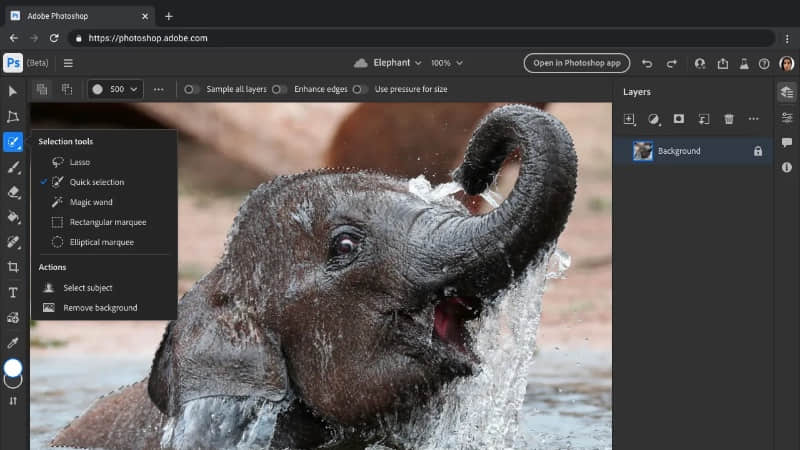 Ps Adobe Photoshop
https://photoshop.adobe.com
Ps (Beta) Elephant 100% Open in Photoshop app
500 Sample all layers Enhance edges Use pressure for size
Layers
Background
Selection tools
Lasso
Quick selection
Magic wand
Rectangular marquee
Elliptical marquee
Actions
Select subject
Remove background
T